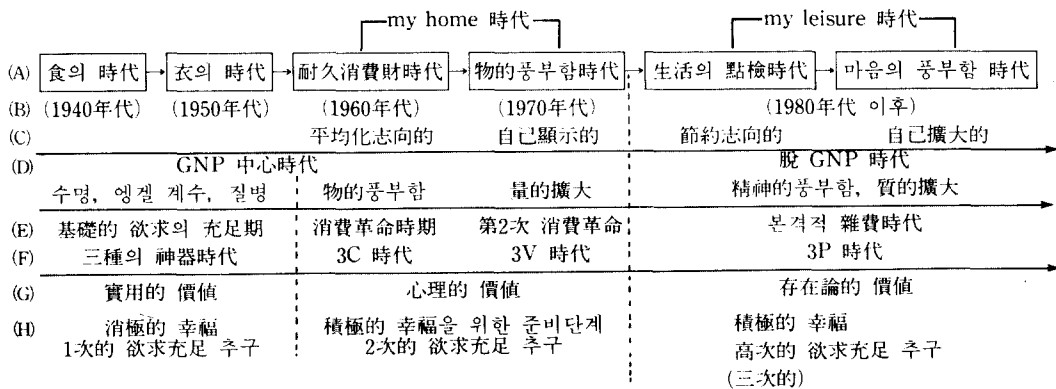 my home 時代 my leisure 時代
(A) 食의 時代 衣의 時代 耐久消費財時代 物的풍부함時代 生活의 點檢時代 마음의 풍부함 時代
(B) (1940年代) (1950年代) (1960年代) (1970年代) (1980年代 이후)
(C) 平均化志向的 自己顯示的 節約志向的 自己擴大的
(D) GNP 中心時代 脫 GNP 時代
수명, 엥겔 계수, 질병 物的풍부함 量的擴大 精神的풍부함, 質的擴大
(E) 基礎的 欲求의 充足期 消費革命時期 第2次 消費革命 본격적 雜費時代
(F) 三種의 神器時代 3C 時代 3V 時代 3P 時代
(G) 實用的 價値 心理的 價値 存在論的 價値
(H) 消極的 幸福 積極的 幸福을 위한 준비단계 積極的 幸福
1次的 欲求充足 추구 2次的 欲求充足 추구 高次的 欲求充足 추구
(三次的)